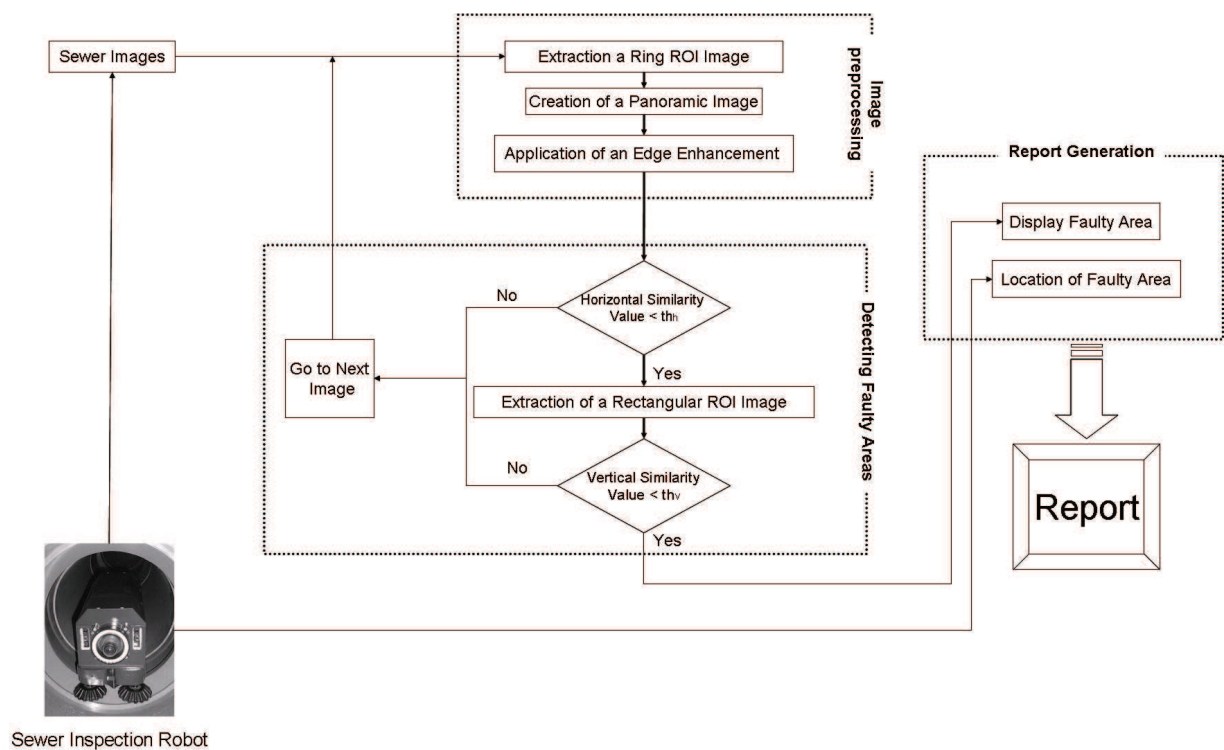 Sewer Images
Extraction a Ring ROI Image
Creation of a Panoramic Image
Application of an Edge Enhancement
Image
preprocessing
Report Generation
Display Faulty Area
Location of Faulty Area
Horizontal Similarity
Value < thh
No
Yes
Go to Next
Image
Extraction of a Rectangular ROI Image
Vertical Similarity
Value < thv
No
Yes
Detecting Faulty Areas
Report
Sewer Inspection Robot